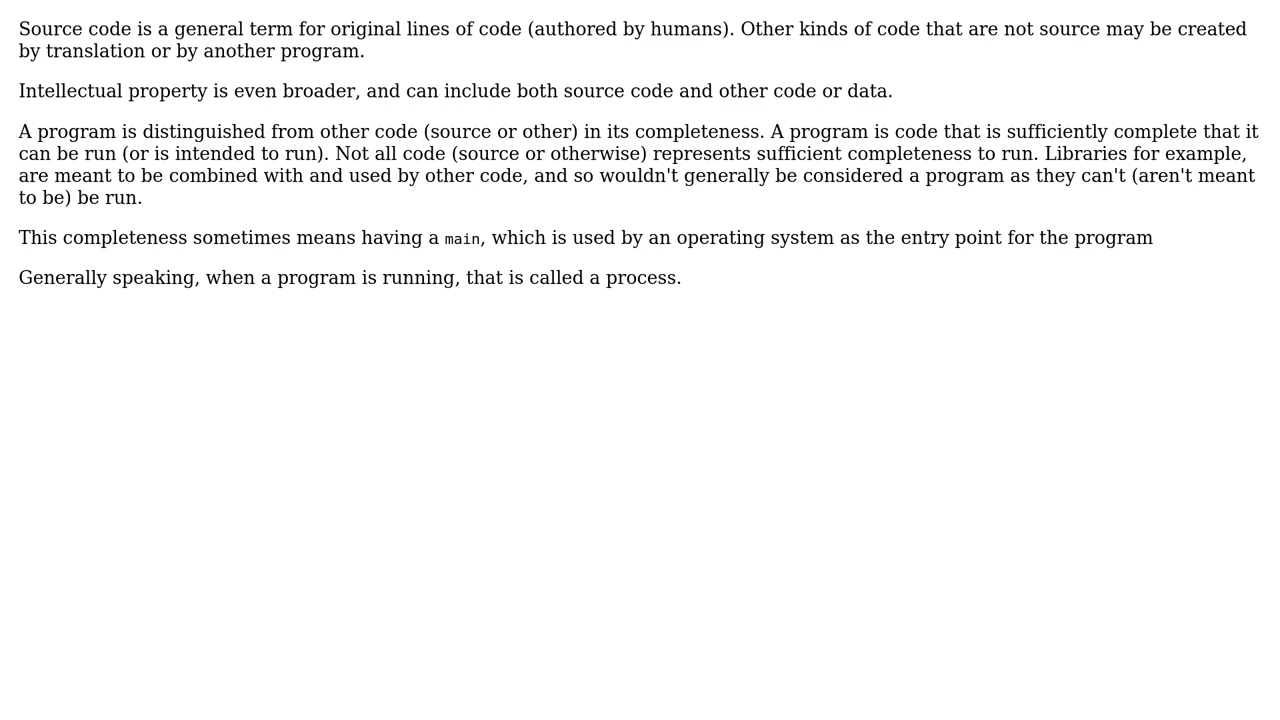 Source code is a general term for original lines of code (authored by humans). Other kinds of code that are not source may be created
by translation or by another program.
Intellectual property is even broader, and can include both source code and other code or data.
A program is distinguished from other code (source or other) in its completeness. A program is code that is sufficiently complete that it
can be run (or is intended to run). Not all code (source or otherwise) represents sufficient completeness to run. Libraries for example,
are meant to be combined with and used by other code, and so wouldn't generally be considered a program as they can't (aren't meant
to be) be run.
This completeness sometimes means having a main, which is used by an operating system as the entry point for the program
Generally speaking, when a program is running, that is called a process.